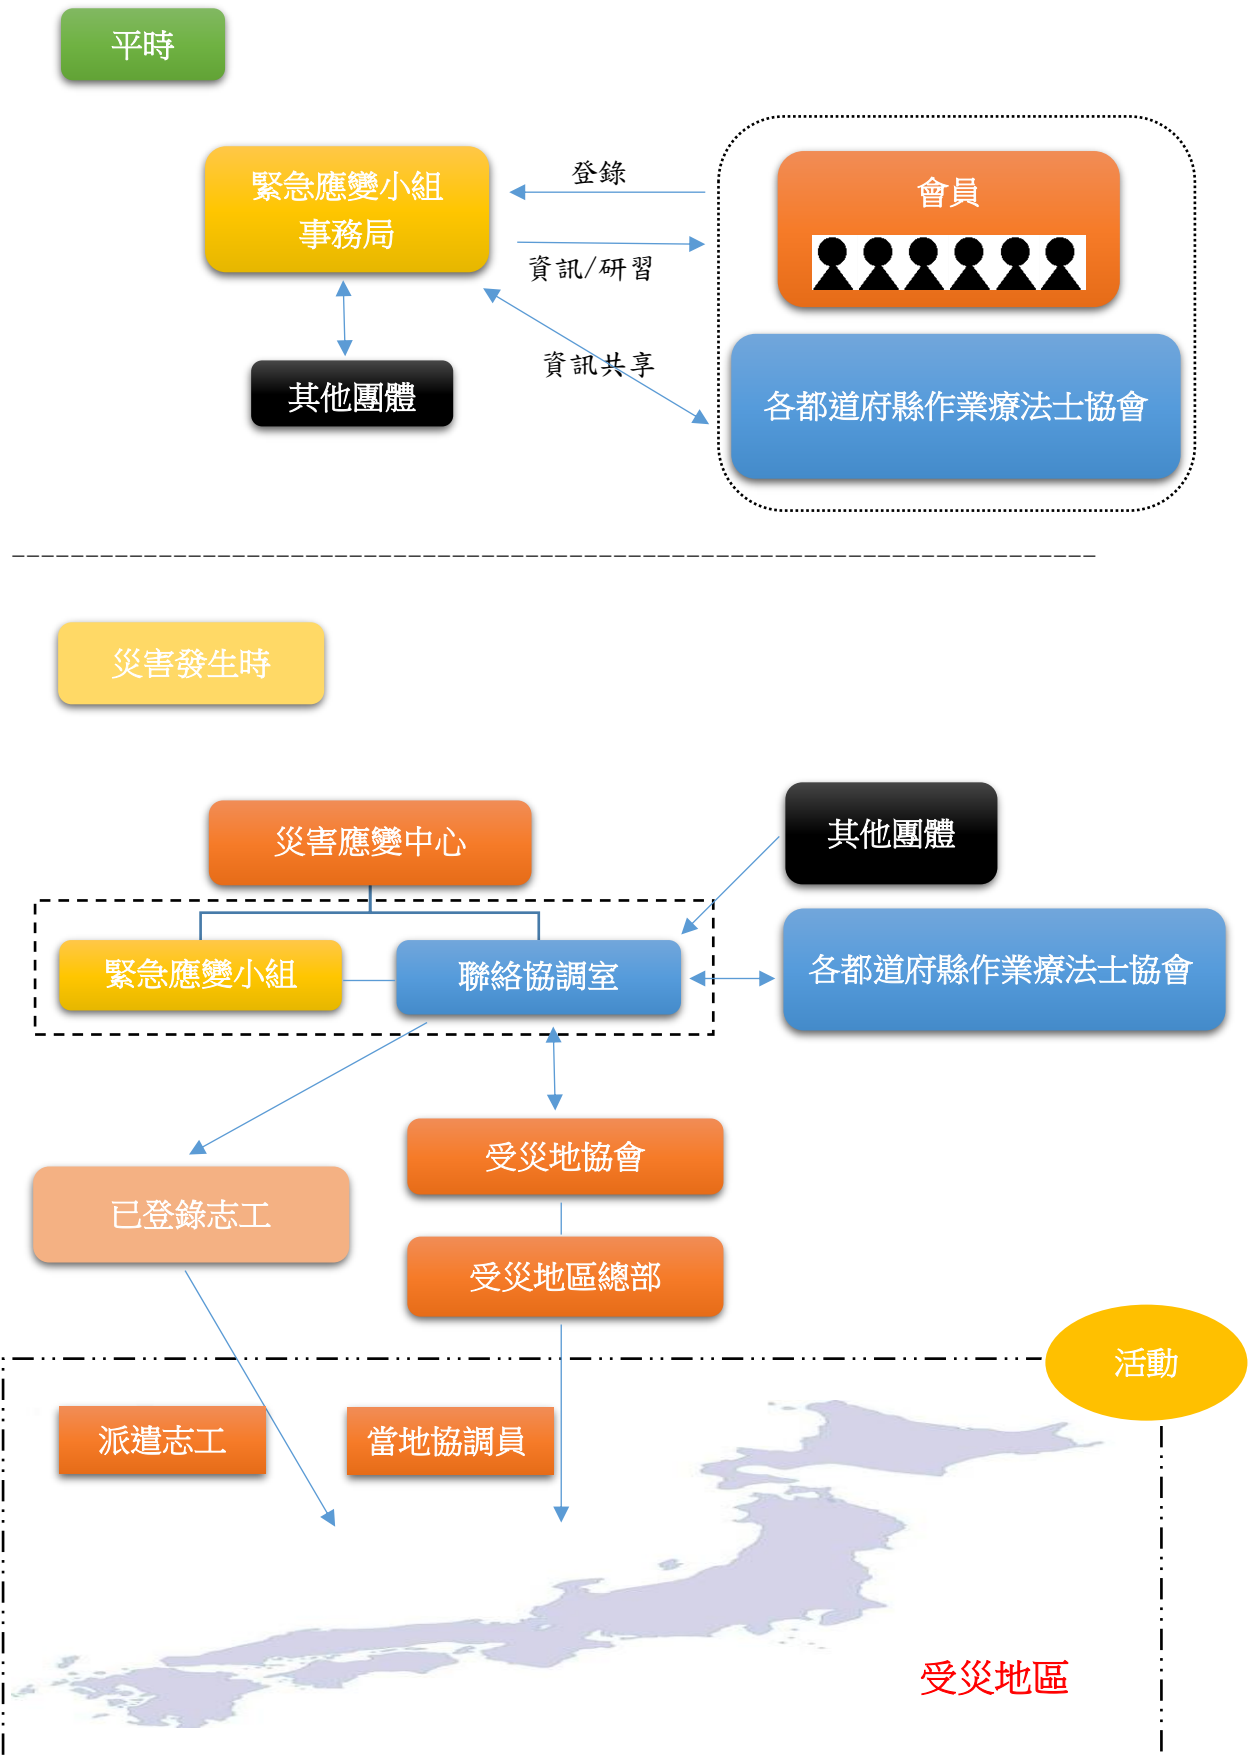 平時
緊急應變小組
事務局
登錄
資訊/研習
會員
資訊共享
其他團體
各都道府縣作業療法士協會
災害發生時
災害應變中心
其他團體
緊急應變小組
聯絡協調室
各都道府縣作業療法士協會
受災地協會
已登錄志工
受災地區總部
活動
派遣志工
當地協調員
受災地區